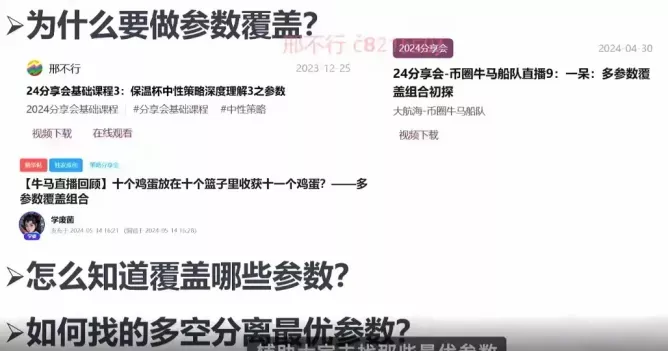 为什么要做参数覆盖?
邢不行
2023-12-25
24分享会基础课程3：保温杯中性策略深度理解3之参数
2024分享会基础课程 #分享会基础课程 #中性策略
视频下载 在线观看
2024分享会
2024-04-30
24分享会-币圈牛马船队直播9：一呆：多参数覆盖组合初探
大航海-币圈牛马船队
视频下载
【牛马直播回顾】十个鸡蛋放在十个篮子里收获十一个鸡蛋？——多参数覆盖组合
学废菌
怎么知道覆盖哪些参数?
如何找的多空分离最优参数?